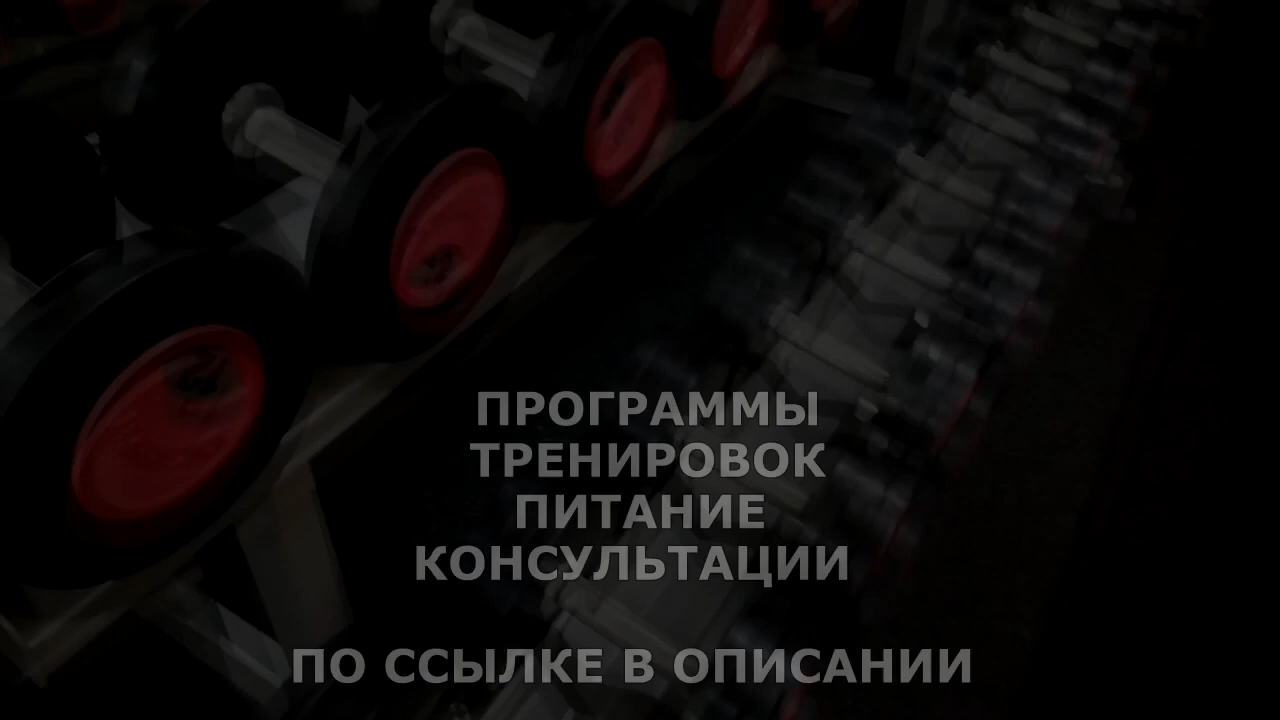 ПРОГРАММЫ
ТРЕНИРОВОК
ПИТАНИЕ
КОНСУЛЬТАЦИИ
ПО ССЫЛКЕ В ОПИСАНИИ